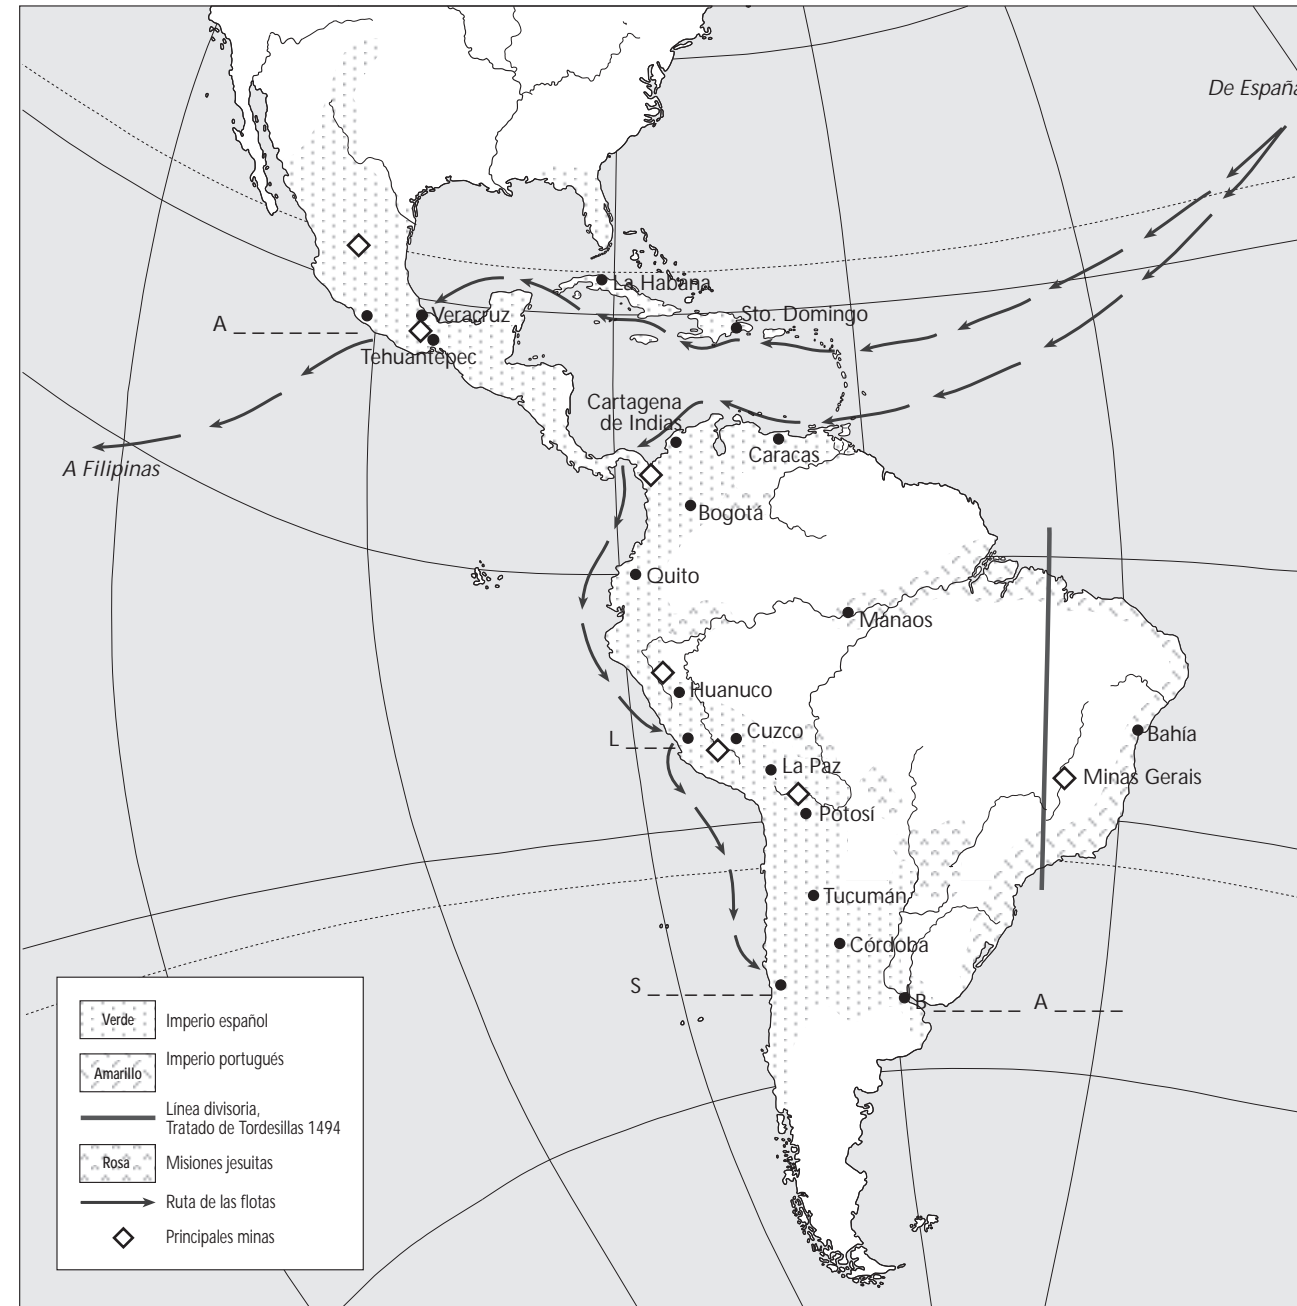 De España
La Habana
Veracruz
Sto. Domingo
A _ _ _ _ _ _ _ _
Tehuantepec
Cartagena
de Indias
Caracas
A Filipinas
Bogotá
Quito
Manaos
Huanuco
L _ _ _
Cuzco
Bahía
La Paz
Minas Gerais
Potosí
Tucumán
Córdoba
S _ _ _ _ _ _ _ _
B _ _ _ _ _ _ A _ _ _ _ _
Verde Imperio español
Amarillo Imperio portugués
Línea divisoria,
Tratado de Tordesillas 1494
Rosa Misiones jesuitas
Ruta de las flotas
Principales minas